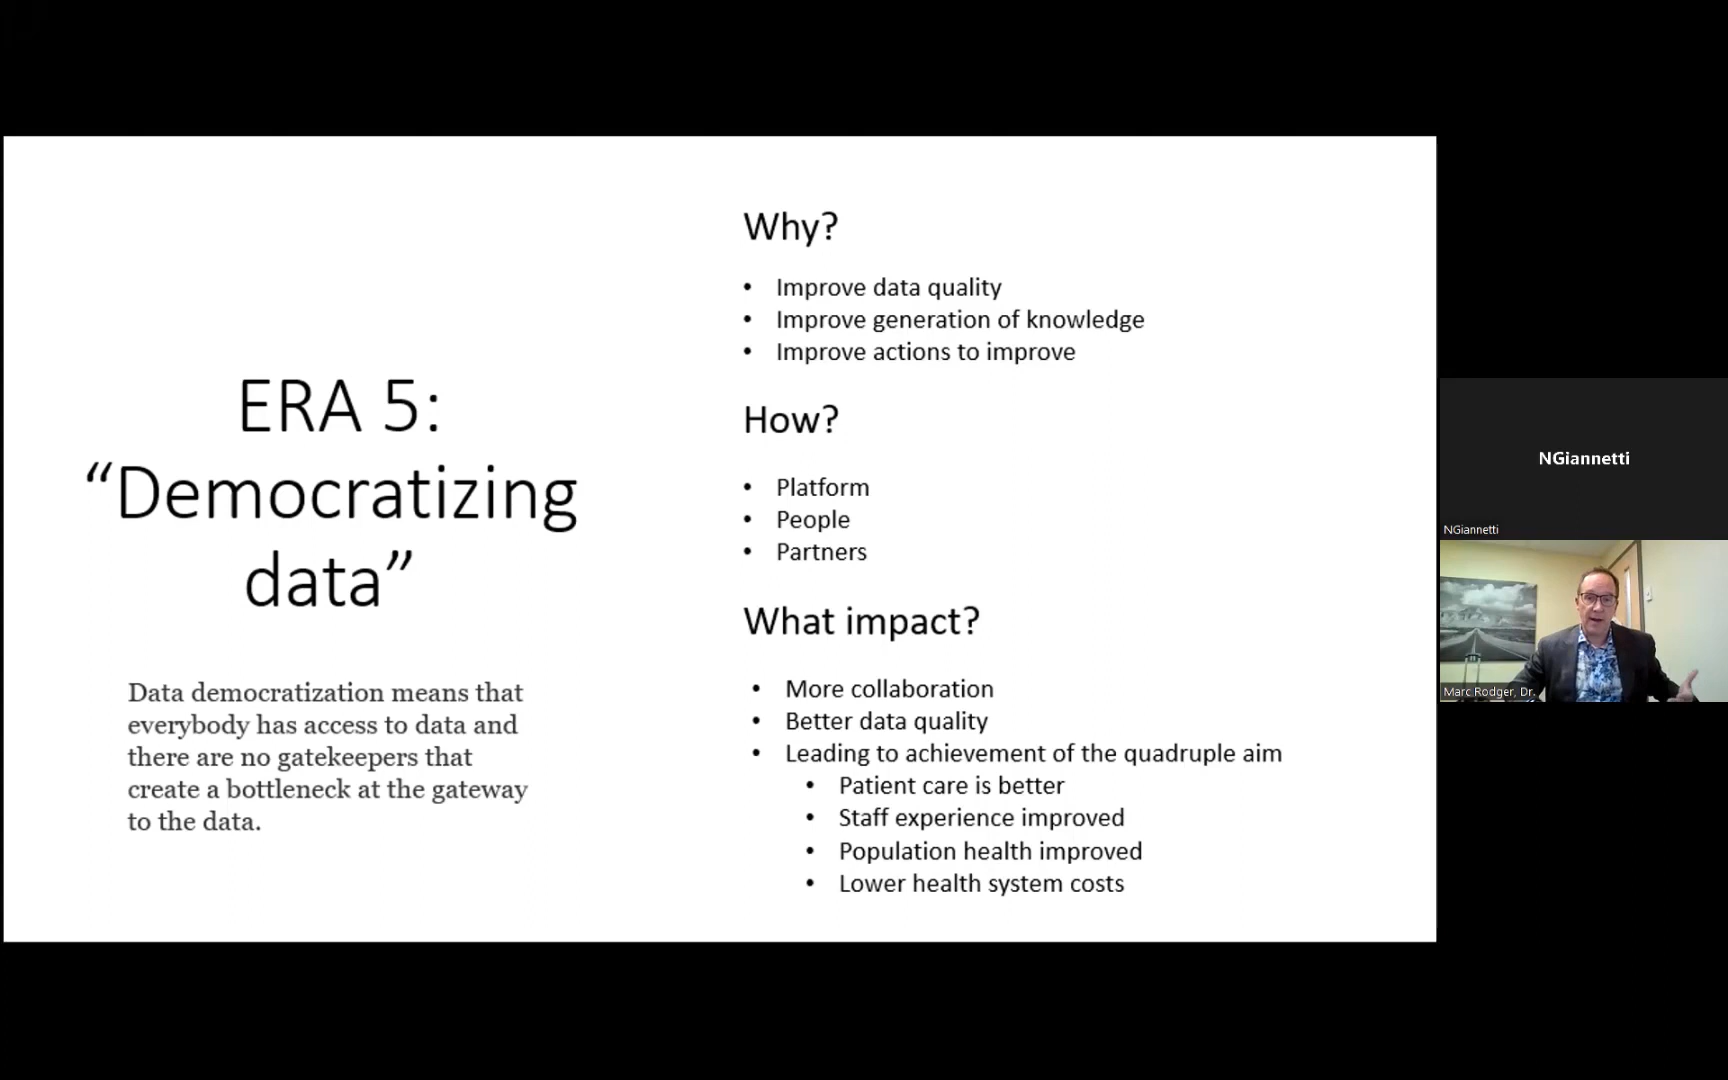 ERA 5:
“Democratizing
data”
Data democratization means that
everybody has access to data and
there are no gatekeepers that
create a bottleneck at the gateway
to the data.
Why?
• Improve data quality
• Improve generation of knowledge
• Improve actions to improve
How?
• Platform
• People
• Partners
What impact?
• More collaboration
• Better data quality
• Leading to achievement of the quadruple aim
• Patient care is better
• Staff experience improved
• Population health improved
• Lower health system costs
NGiannetti
NGiannetti
Marc Rodger, Dr.